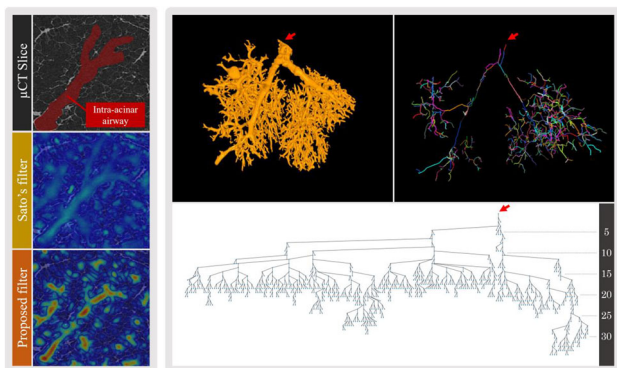 μCT Slice
Intra-acinar
airway
Sato's filter
Proposed filter
5
10
15
20
25
30